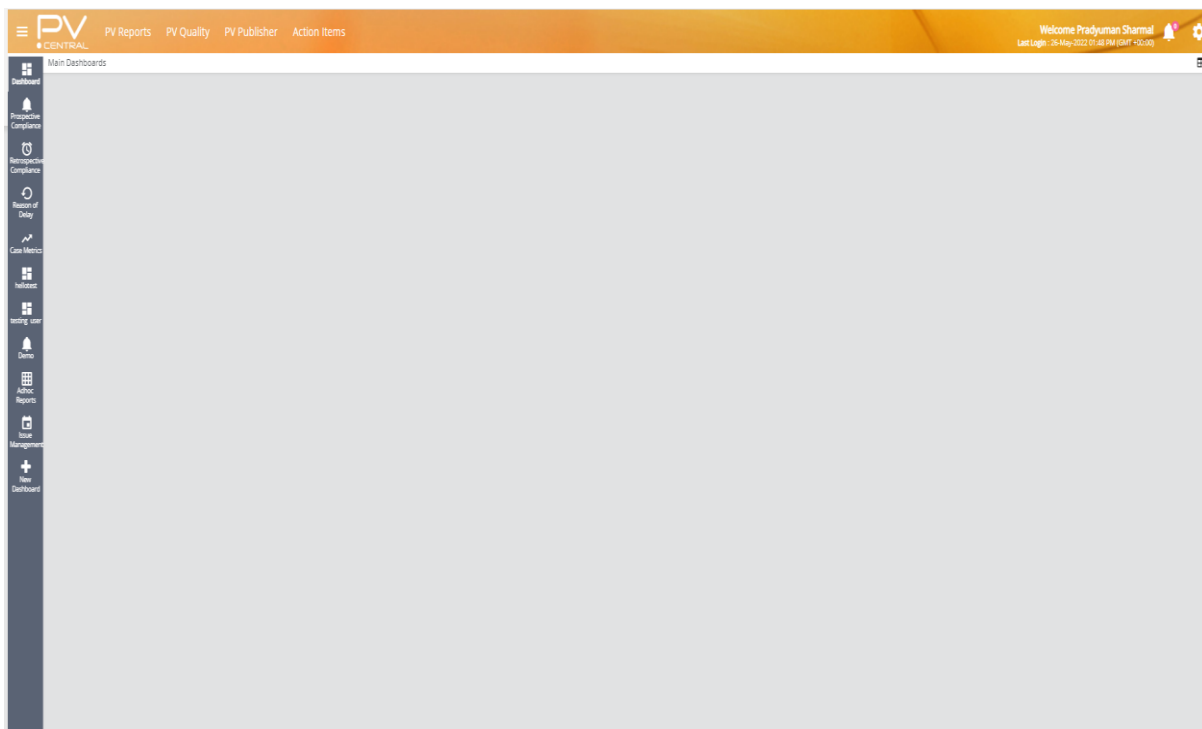 PV
CENTRAL
PV Reports PV Quality PV Publisher Action Items
Welcome Pradyuman Sharma!
Last Login : 26-May-2022 01:48 PM (GMT +00:00)
Main Dashboards
Dashboard
Prospective
Compliance
Retrospective
Compliance
Reason of
Delay
Case Metrics
hellotest
testing_user
Demo
Adhoc
Reports
Issue
Management
New
Dashboard